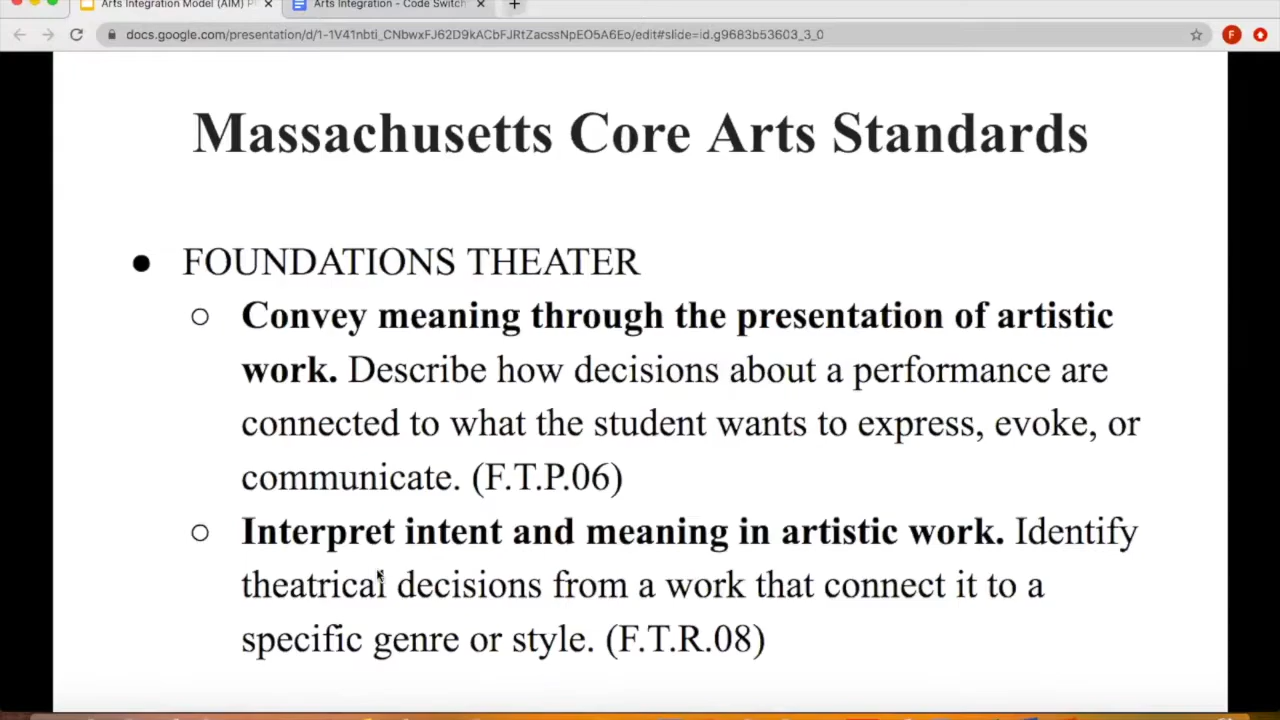 Arts Integration Model (AIM) P
Arts Integration - Code Switch
docs.google.com/presentation/d/1-1V41nbti_CNbwxFJ62D9kACbFJRtZacssNpEO5A6Eo/edit#slide=id.g9683b53603_3_0
F
Massachusetts Core Arts Standards
● FOUNDATIONS THEATER
○ Convey meaning through the presentation of artistic
work. Describe how decisions about a performance are
connected to what the student wants to express, evoke, or
communicate. (F.T.P.06)
○ Interpret intent and meaning in artistic work. Identify
theatrical decisions from a work that connect it to a
specific genre or style. (F.T.R.08)